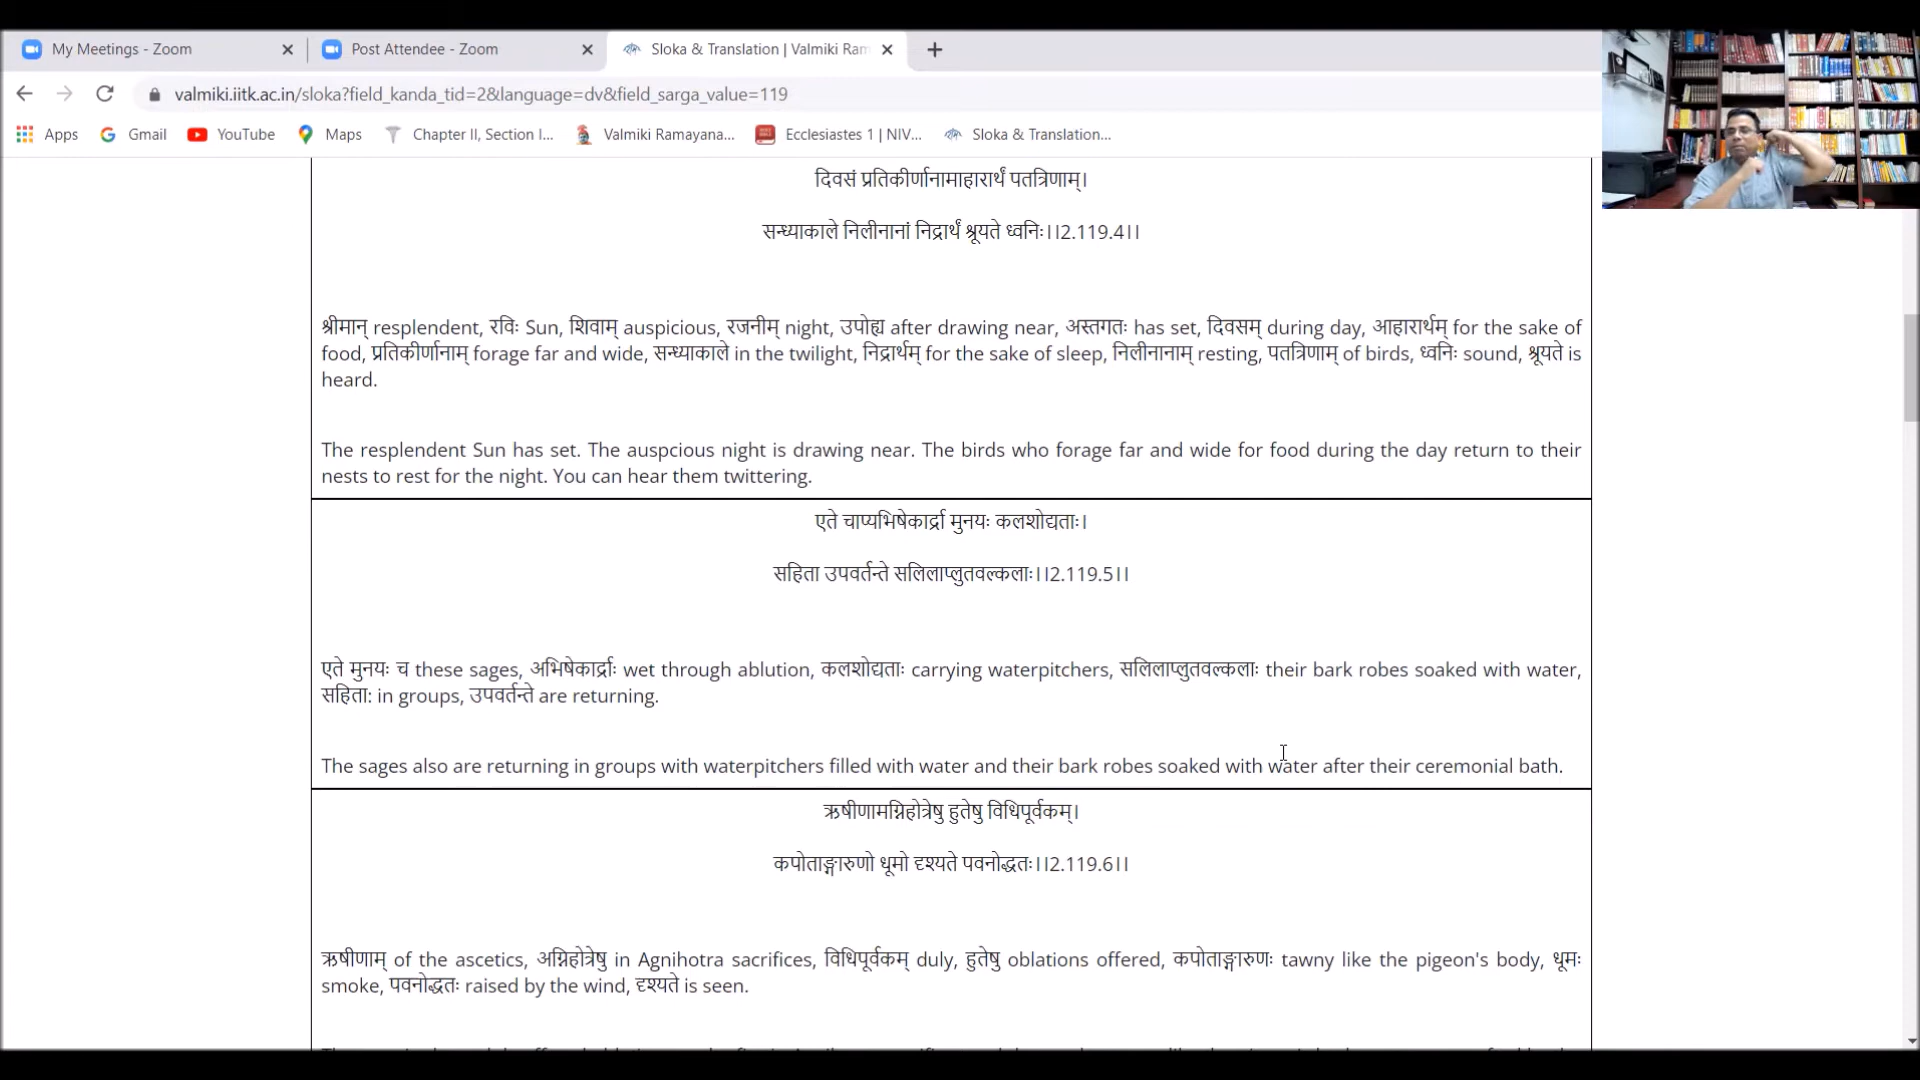 My Meetings - Zoom
Post Attendee - Zoom
Sloka & Translation | Valmiki Ram
valmiki.iitk.ac.in/sloka?field_kanda_tid=2&language=dv&field_sarga_value=119
Apps
Gmail
YouTube
Maps
Chapter II, Section I...
Valmiki Ramayana...
Ecclesiastes 1 | NIV...
Sloka & Translation...
दिवसं प्रतिकीर्णानामाहारार्थं पतत्रिणाम्।
सन्ध्याकाले निलीनानां निद्रार्थं श्रूयते ध्वनिः।।2.119.4।।
श्रीमान् resplendent, रविः Sun, शिवाम् auspicious, रजनीम् night, उपोह्य after drawing near, अस्तगतः has set, दिवसम् during day, आहारार्थम् for the sake of
food, प्रतिकीर्णानाम् forage far and wide, सन्ध्याकाले in the twilight, निद्रार्थम् for the sake of sleep, निलीनानाम् resting, पतत्रिणाम् of birds, ध्वनिः sound, श्रूयते is
heard.
The resplendent Sun has set. The auspcious night is drawing near. The birds who forage far and wide for food during the day return to their
nests to rest for the night. You can hear them twittering.
एते चाप्यभिषेकार्द्रा मुनयः कलशोद्यताः।
सहिता उपवर्तन्ते सलिलाप्लुतवल्कलाः।।2.119.5।।
एते मुनयः च these sages, अभिषेकार्द्राः wet through ablution, कलशोद्यताः carrying waterpitchers, सलिलाप्लुतवल्कलाः their bark robes soaked with water,
सहिता: in groups, उपवर्तन्ते are returning.
The sages also are returning in groups with waterpitchers filled with water and their bark robes soaked with water after their ceremonial bath.
ऋषीणामग्निहोत्रेषु हुतेषु विधिपूर्वकम्।
कपोताङ्गारुणो धूमो दृश्यते पवनोद्धतः।।2.119.6।।
ऋषीणाम् of the ascetics, अग्निहोत्रेषु in Agnihotra sacrifices, विधिपूर्वकम् duly, हुतेषु oblations offered, कपोताङ्गारुणः tawny like the pigeon's body, धूमः
smoke, पवनोद्धतः raised by the wind, दृश्यते is seen.